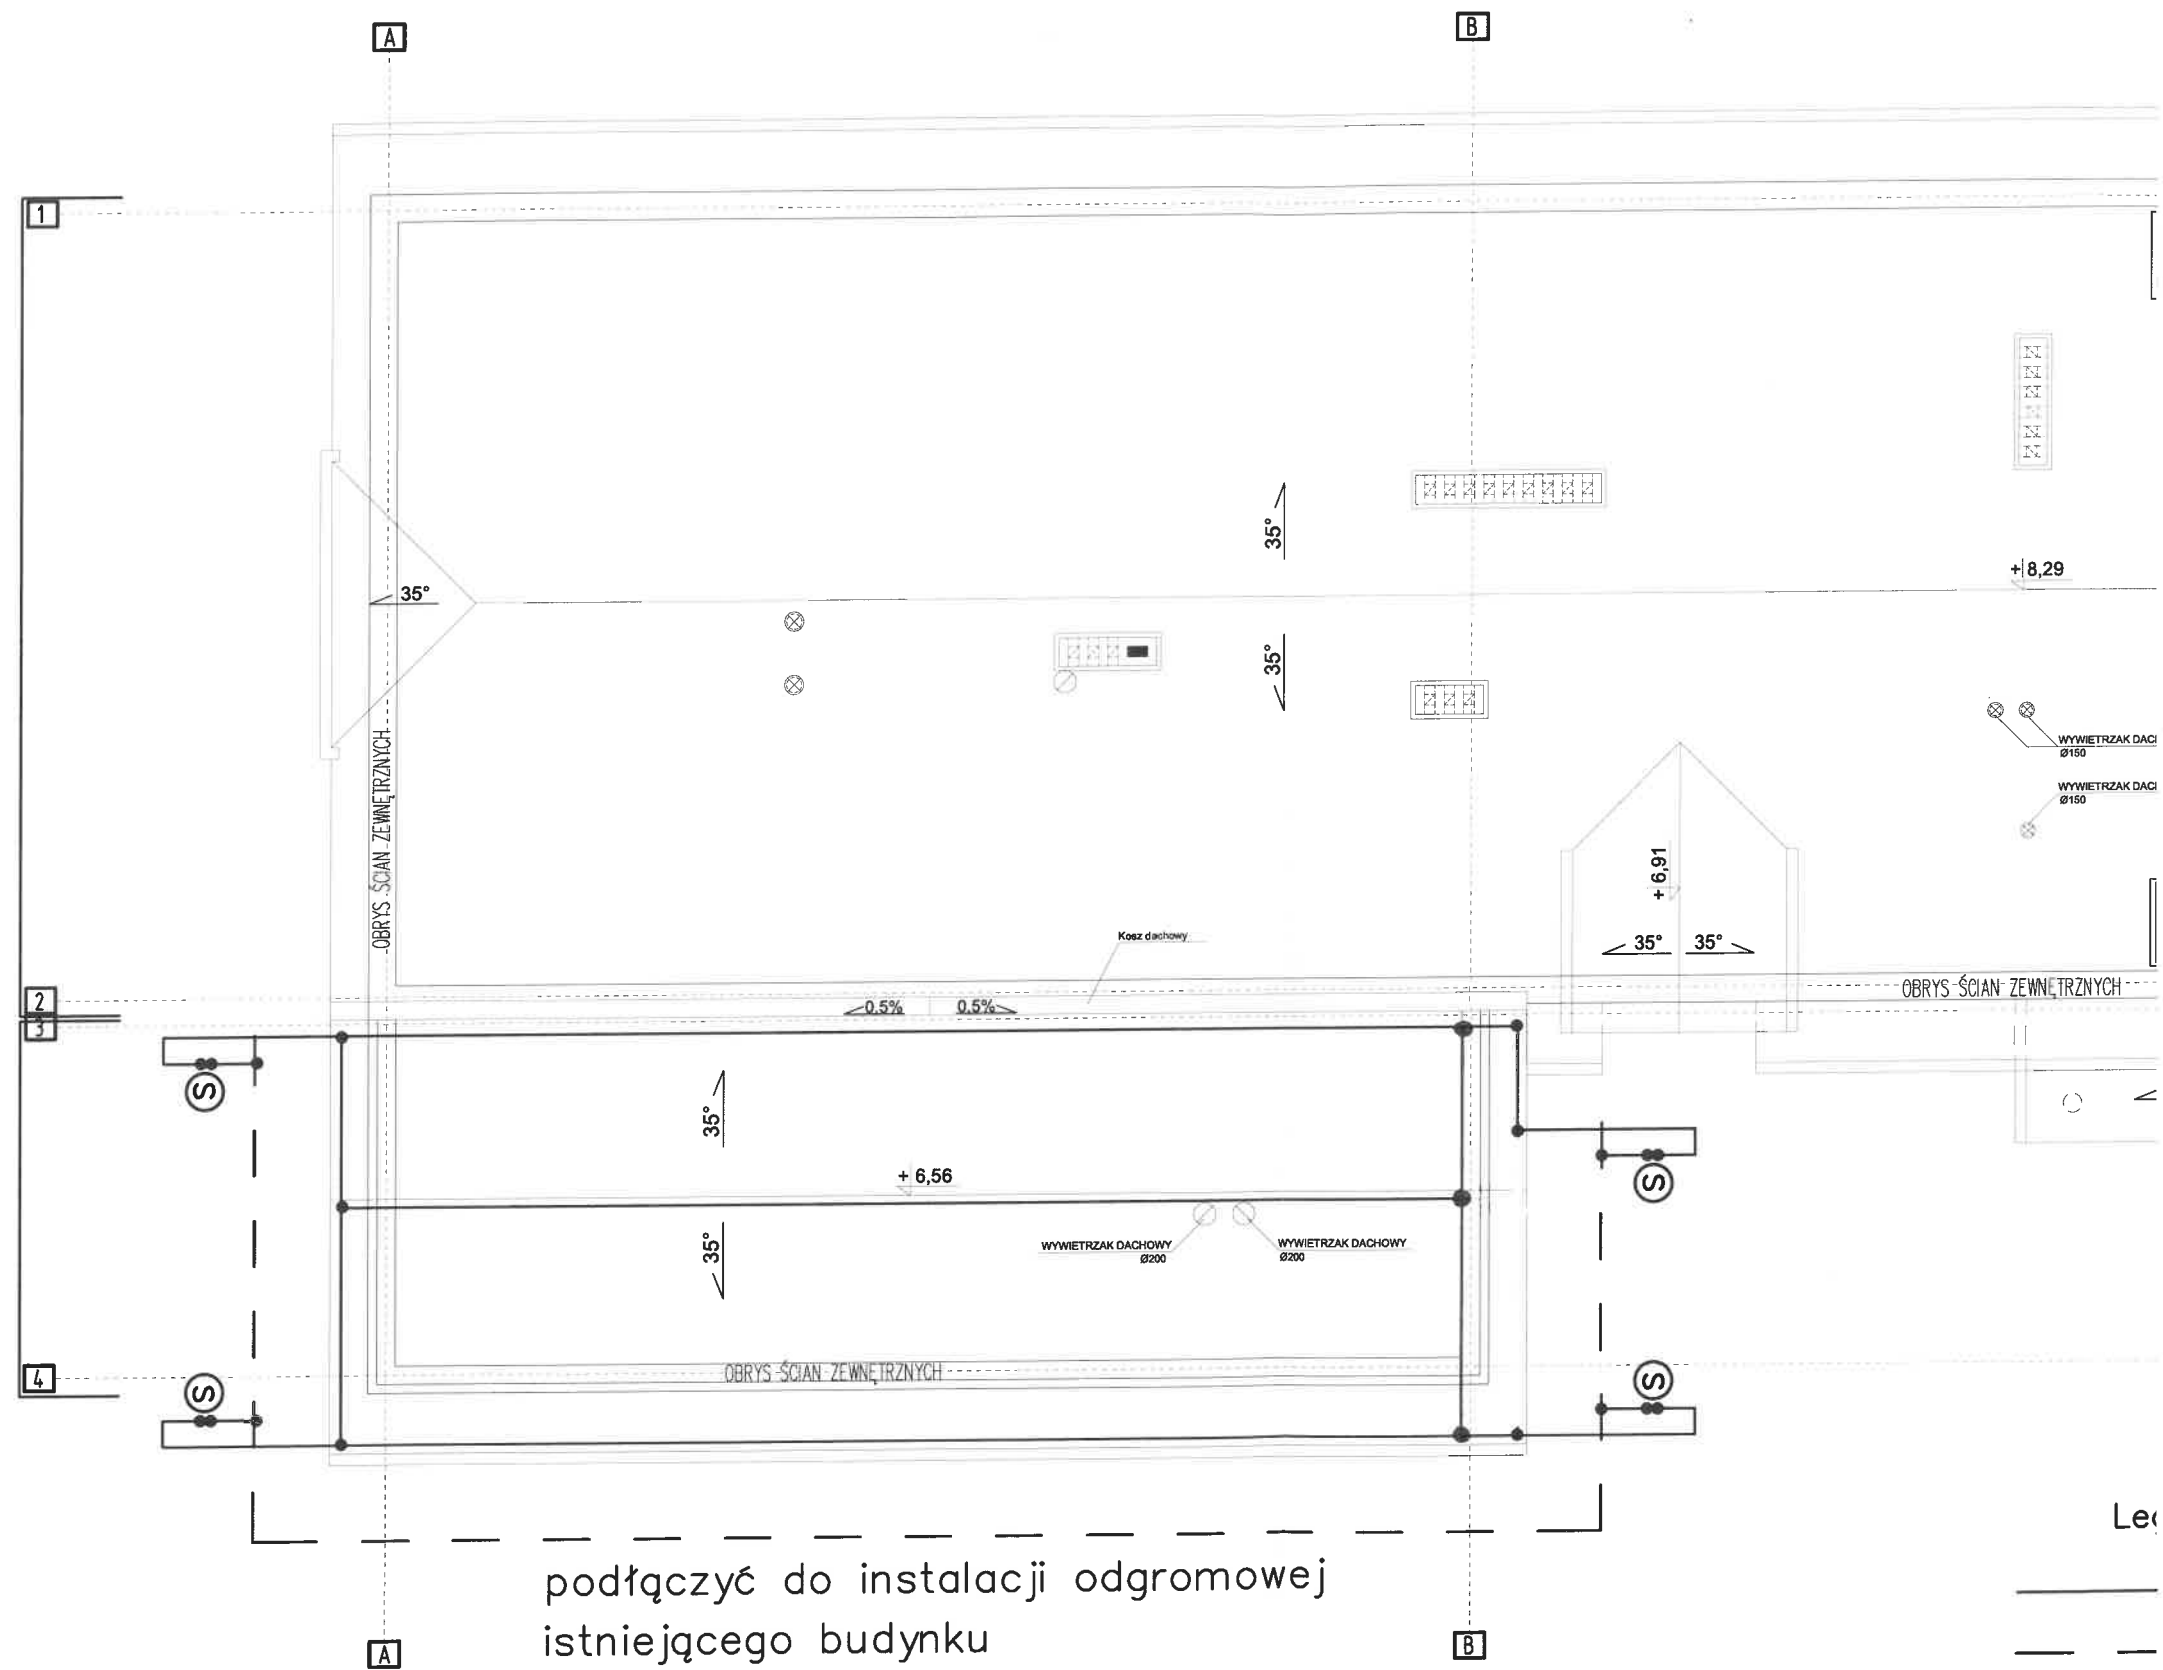 A
B
1
35°
35°
+8,29
35°
WYWIETRZAK
Ø150
WYWIETRZAK
Ø150
OBRYS ŚCIAN ZEWNĘTRZNYCH
+ 6,91
35°
35°
Kosz dachowy
OBRYS ŚCIAN ZEWNĘTRZNYCH
2
0.5%
0.5%
3
S
35°
+ 6,56
S
35°
WYWIETRZAK DACHOWY
Ø200
WYWIETRZAK DACHOWY
Ø200
OBRYS ŚCIAN ZEWNĘTRZNYCH
4
S
S
podłączyć do instalacji odgromowej
istniejącego budynku
A
B